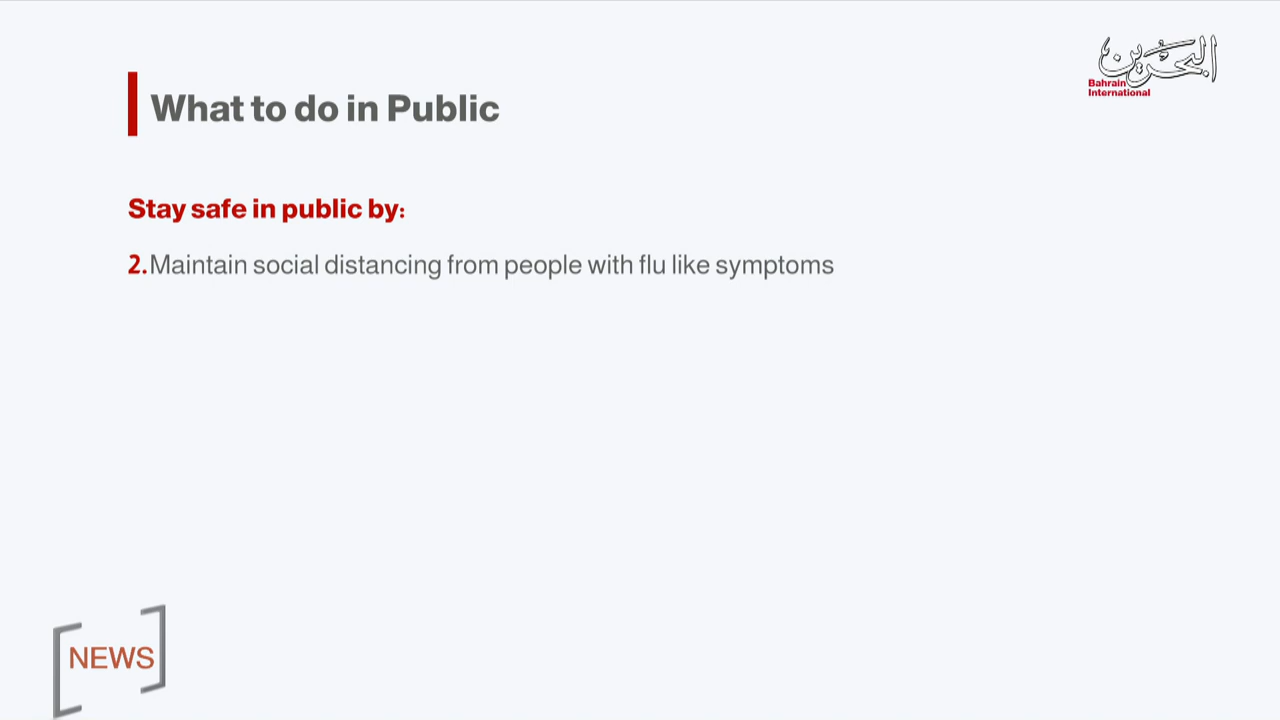 البحرين
Bahrain
International
What to do in Public
Stay safe in public by:
2.Maintain social distancing from people with flu like symptoms
NEWS